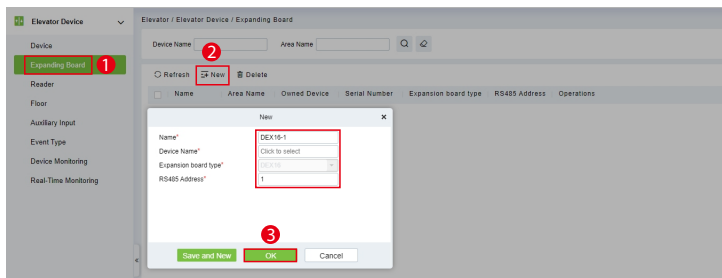 Elevator Device
Elevator / Elevator Device / Expanding Board
Device
Expanding Board
Reader
Floor
Auxiliary Input
Event Type
Device Monitoring
Real-Time Monitoring
1
Device Name
Area Name
2
Refresh
New
Delete
Name Area Name Owned Device Serial Number Expansion board type RS485 Address Operations
New
Name* DEX16-1
Device Name* Click to select
Expansion board type* DEX16
RS485 Address* 1
3
Save and New OK Cancel